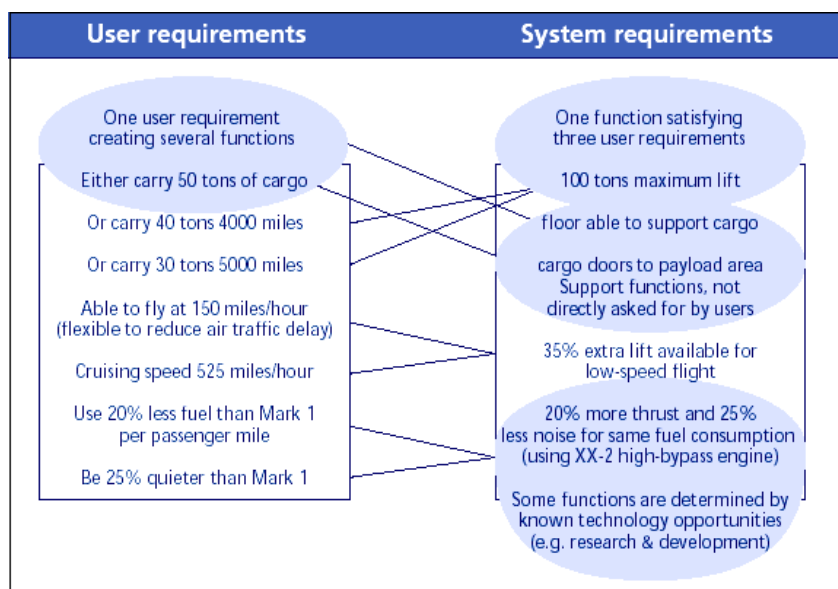 User requirements
System requirements
One user requirement
creating several functions
Either carry 50 tons of cargo
Or carry 40 tons 4000 miles
Or carry 30 tons 5000 miles
Able to fly at 150 miles/hour
(flexible to reduce air traffic delay)
Cruising speed 525 miles/hour
Use 20% less fuel than Mark 1
per passenger mile
Be 25% quieter than Mark 1
One function satisfying
three user requirements
100 tons maximum lift
floor able to support cargo
cargo doors to payload area
Support functions, not
directly asked for by users
35% extra lift available for
low-speed flight
20% more thrust and 25%
less noise for same fuel consumption
(using XX-2 high-bypass engine)
Some functions are determined by
known technology opportunities
(e.g. research & development)